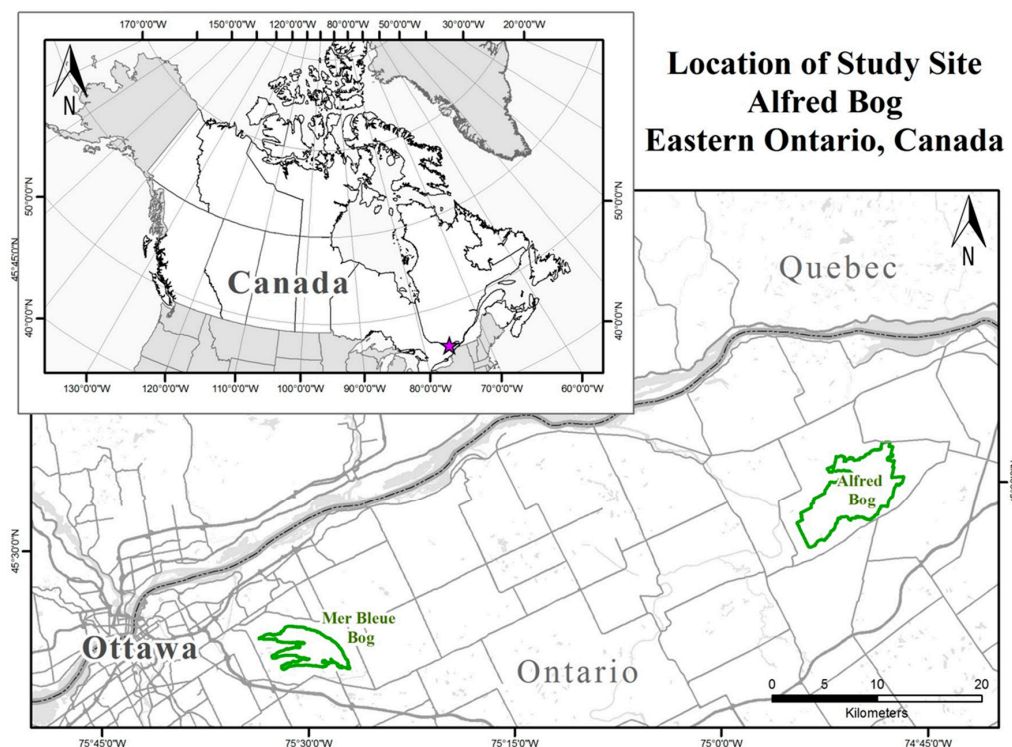 170°0'0"W 150°0'0"W 120°0'0"W 80°0'0"W 50°0'0"W 30°0'0"W 20°0'0"W
N
50°0'0"N
40°0'0"N
50°0'0"N
40°0'0"N
Canada
130°0'0"W 120°0'0"W 110°0'0"W 100°0'0"W 90°0'0"W 80°0'0"W 70°0'0"W 60°0'0"W
Location of Study Site
Alfred Bog
Eastern Ontario, Canada
N
Quebec
45°45'0"N
45°30'0"N
Alfred
Bog
Mer Bleue
Bog
Ottawa
Ontario
0 5 10 20
Kilometers
75°45'0"W 75°30'0"W 75°15'0"W 75°0'0"W 74°45'0"W